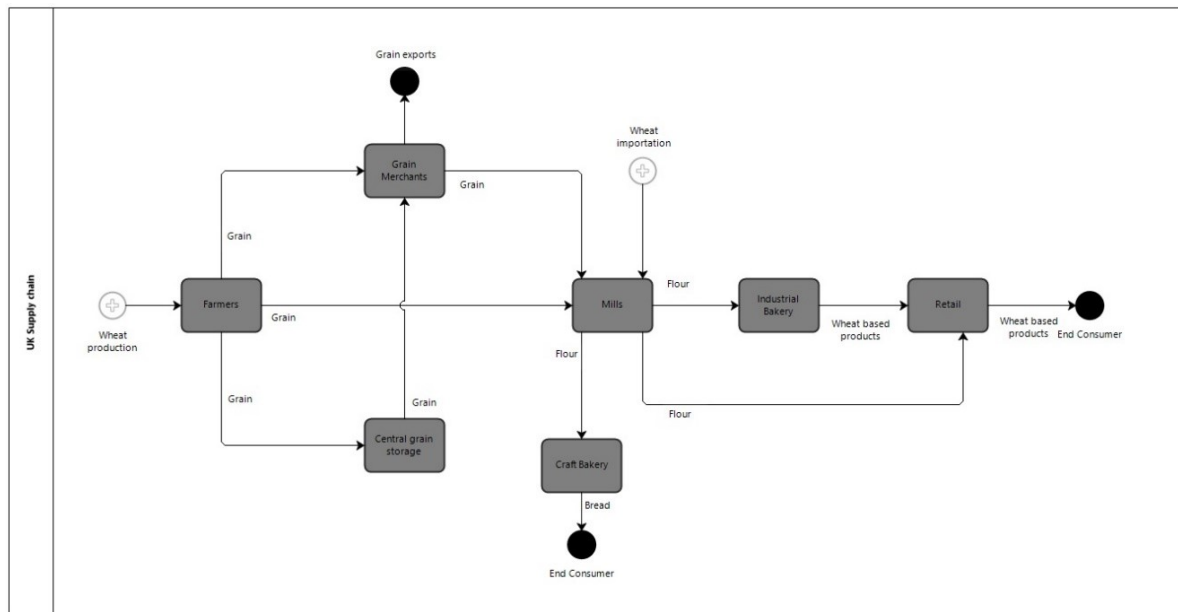 UK Supply chain
Grain exports
Wheat
importation
Grain
Merchants
Grain
Grain
Wheat
production
Farmers
Grain
Mills
Flour
Industrial
Bakery
Wheat based
products
Retail
Wheat based
products
End Consumer
Flour
Grain
Grain
Flour
Central grain
storage
Craft Bakery
Bread
End Consumer